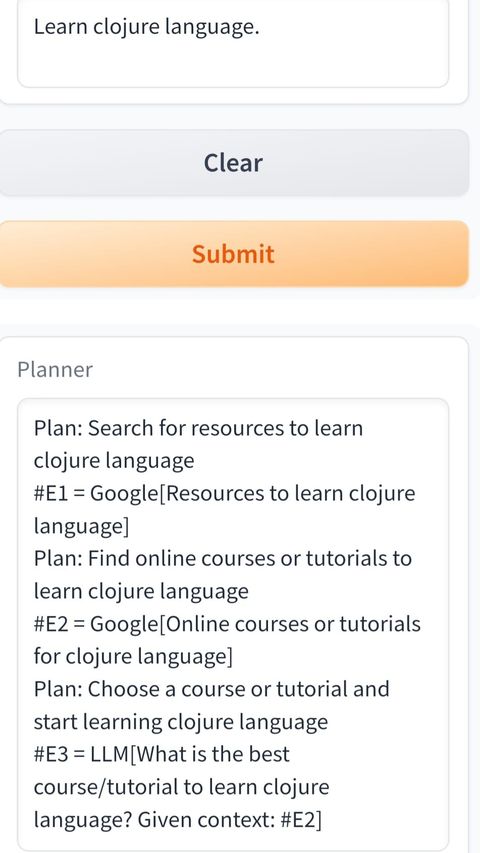 Learn clojure language.
Clear
Submit
Planner
Plan: Search for resources to learn
clojure language
#E1 = Google[Resources to learn clojure
language]
Plan: Find online courses or tutorials to
learn clojure language
#E2 = Google[Online courses or tutorials
for clojure language]
Plan: Choose a course or tutorial and
start learning clojure language
#E3 = LLM[What is the best
course/tutorial to learn clojure
language? Given context: #E2]